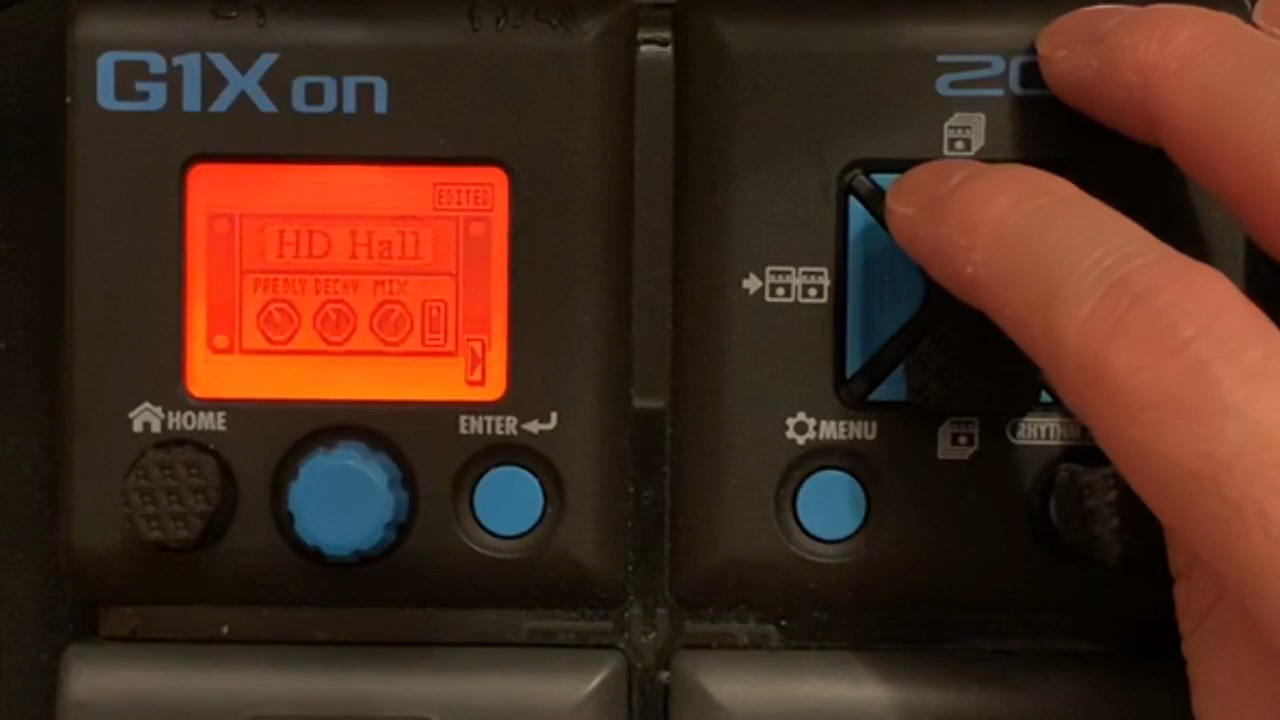 G1X on
EDITED
HD Hall
PREDLY DECAY MIX
HOME
ENTER
MENU